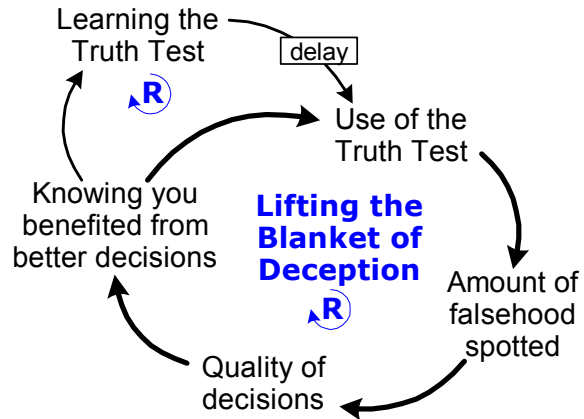 Learning the
Truth Test
delay
R
Use of the
Truth Test
Knowing you
benefited from
better decisions
Lifting the
Blanket of
Deception
R
Amount of
falsehood
spotted
Quality of
decisions